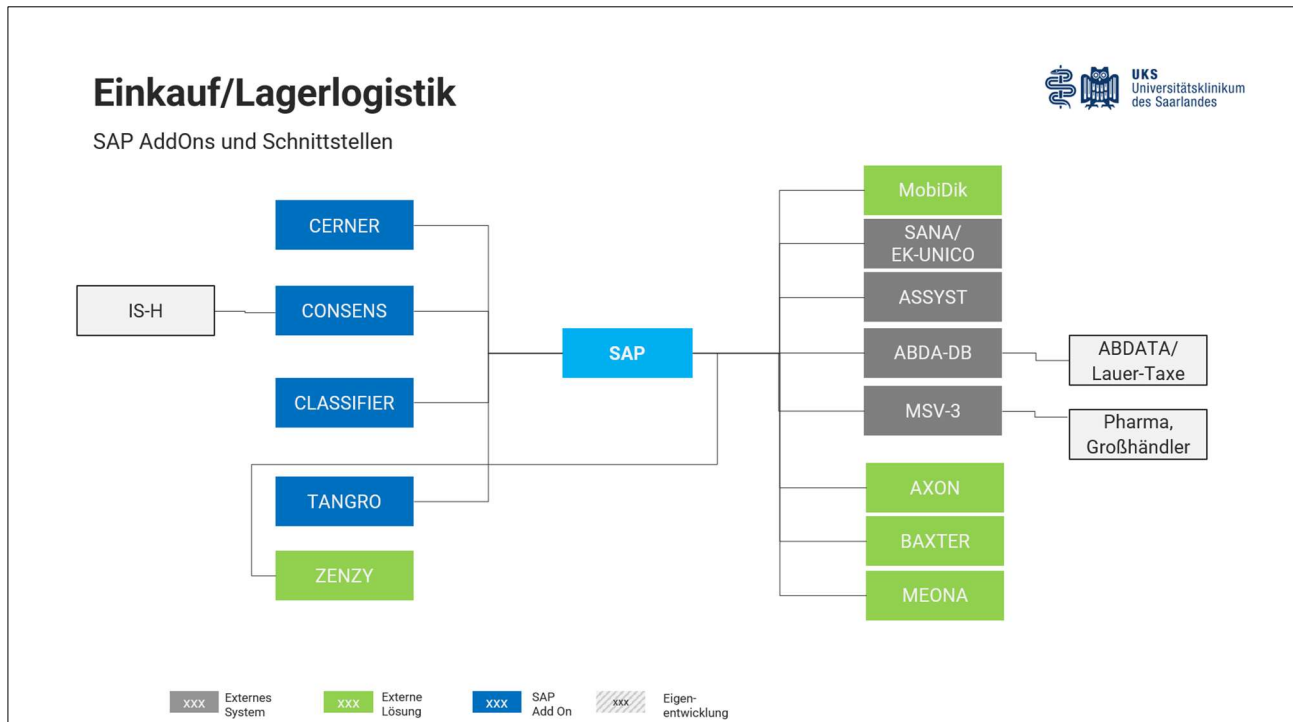 Einkauf/Lagerlogistik
SAP AddOns und Schnittstellen
UKS
Universitätsklinikum
des Saarlandes
CERNER
IS-H
CONSENS
CLASSIFIER
TANGRO
ZENZY
SAP
MobiDik
SANA/
EK-UNICO
ASSYST
ABDA-DB
ABDATA/
Lauer-Taxe
MSV-3
Pharma,
Großhändler
AXON
BAXTER
MEONA
xxx
Externes
System
xxx
Externe
Lösung
xxx
SAP
Add On
xxx
Eigen-
entwicklung